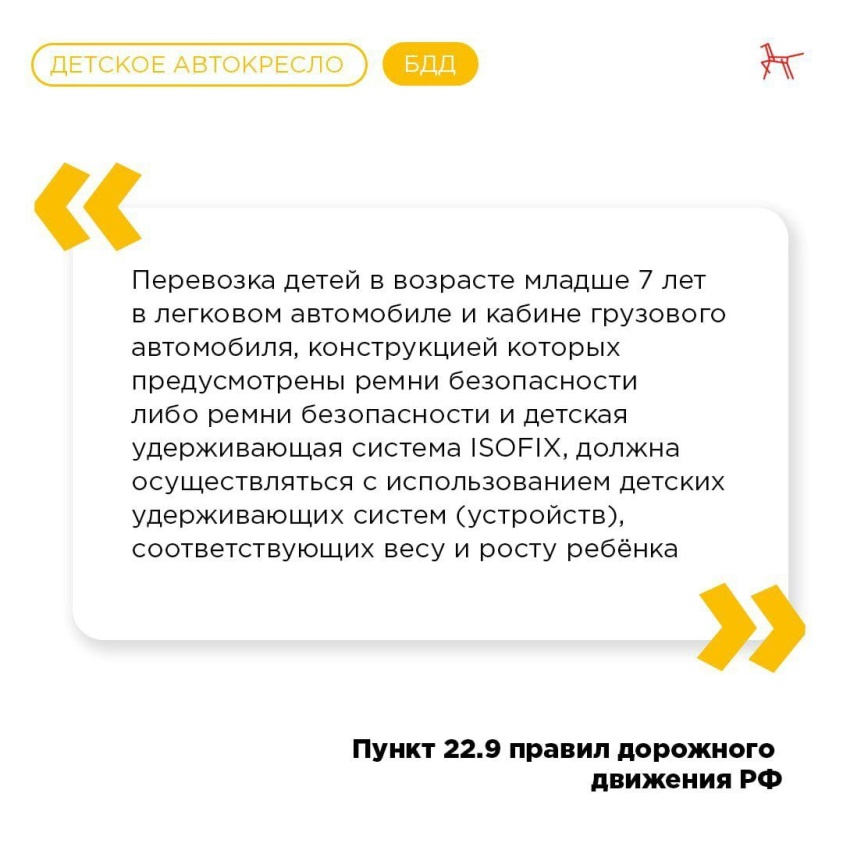 ДЕТСКОЕ АВТОКРЕСЛО
БДД
«
Перевозка детей в возрасте младше 7 лет
в легковом автомобиле и кабине грузового
автомобиля, конструкцией которых
предусмотрены ремни безопасности
либо ремни безопасности и детская
удерживающая система ISOFIX, должна
осуществляться с использованием детских
удерживающих систем (устройств),
соответствующих весу и росту ребёнка
»
Пункт 22.9 правил дорожного
движения РФ